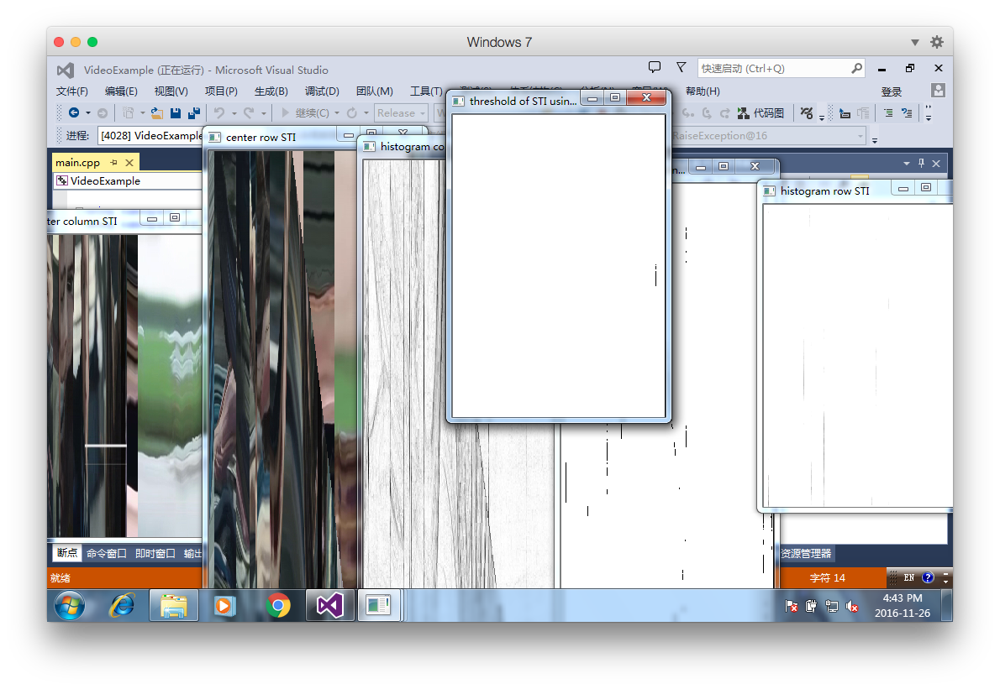 Windows 7
VideoExample (正在运行) - Microsoft Visual Studio
快速启动 (Ctrl+Q)
文件(F) 编辑(E) 视图(V) 项目(P) 生成(B) 调试(D) 团队(M) 工具(T) 帮助(H) 登录
继续(C) Release 代码图
进程: [4028] VideoExample RaiseException@16
threshold of STI usin...
center row STI
histogram co
main.cpp
n...
VideoExample
histogram row STI
ter column STI
断点 命令窗口 即时窗口 输出 资源管理器
就绪 字符 14 EN
4:43 PM
2016-11-26